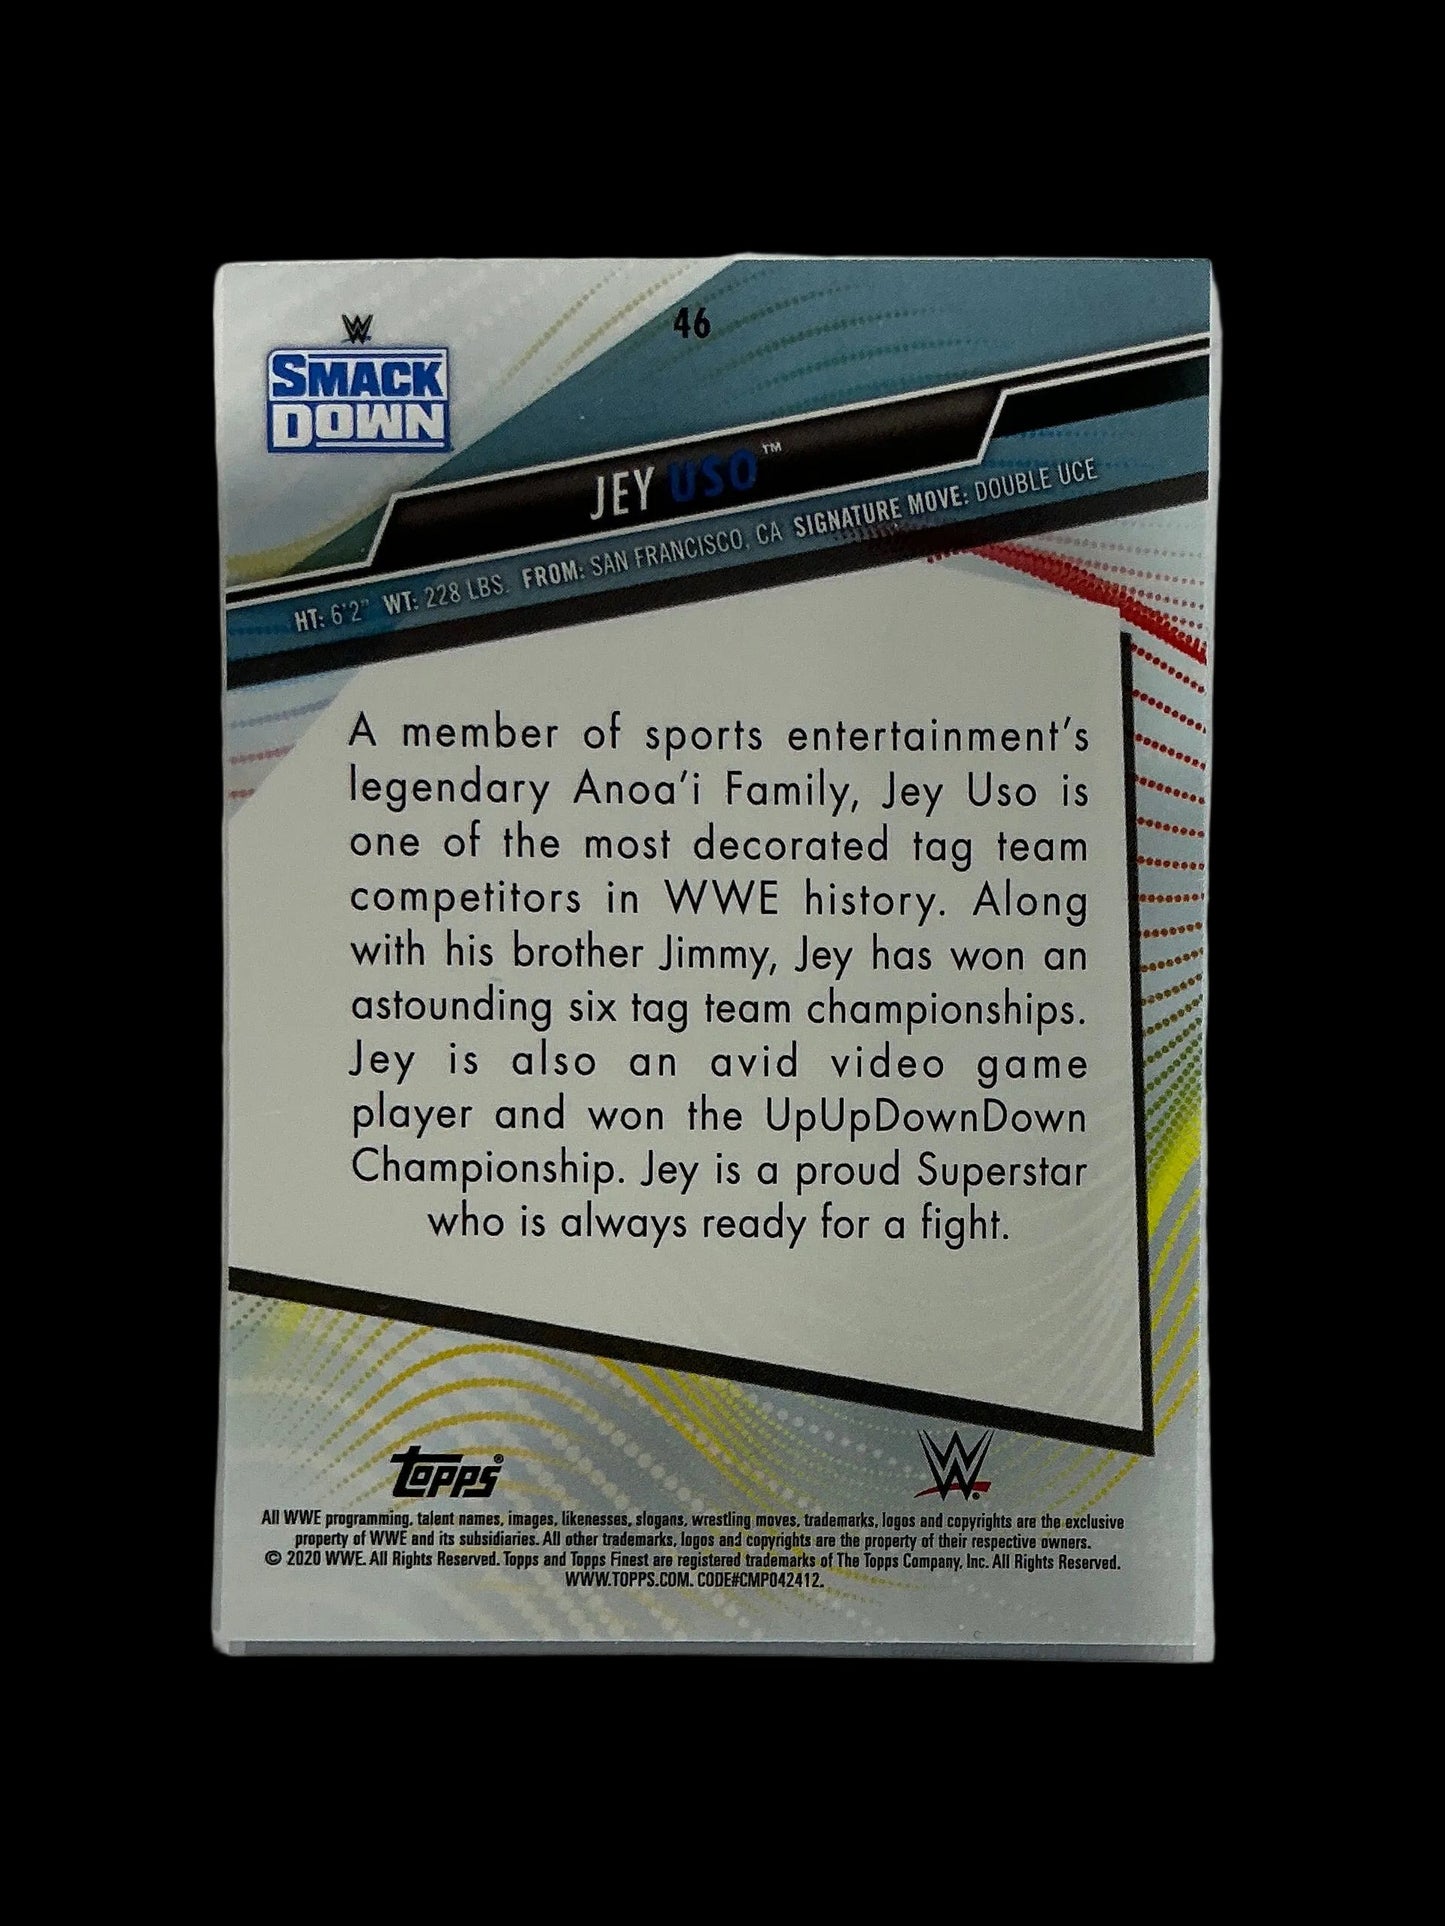 46
W
SMACK
DOWN
JEY USO™
HT: 6'2" WT: 228 LBS. FROM: SAN FRANCISCO, CA SIGNATURE MOVE: DOUBLE UCE
A member of sports entertainment's
legendary Anoa'i Family, Jey Uso is
one of the most decorated tag team
competitors in WWE history. Along
with his brother Jimmy, Jey has won an
astounding six tag team championships.
Jey is also an avid video game
player and won the UpUpDownDown
Championship. Jey is a proud Superstar
who is always ready for a fight.
topps®
W
All WWE programming, talent names, images, likenesses, slogans, wrestling moves, trademarks, logos and copyrights are the exclusive
property of WWE and its subsidiaries. All other trademarks, logos and copyrights are the property of their respective owners.
© 2020 WWE. All Rights Reserved. Topps and Topps Finest are registered trademarks of The Topps Company, Inc. All Rights Reserved.
WWW.TOPPS.COM. CODE#CMP042412.